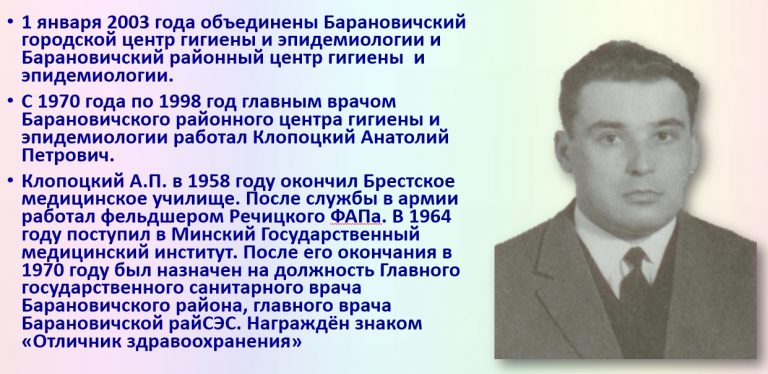 • 1 января 2003 года объединены Барановичский
городской центр гигиены и эпидемиологии и
Барановичский районный центр гигиены и
эпидемиологии.
• С 1970 года по 1998 год главным врачом
Барановичского районного центра гигиены и
эпидемиологии работал Клопоцкий Анатолий
Петрович.
• Клопоцкий А.П. в 1958 году окончил Брестское
медицинское училище. После службы в армии
работал фельдшером Речицкого ФАПа. В 1964
году поступил в Минский Государственный
медицинский институт. После его окончания в
1970 году был назначен на должность Главного
государственного санитарного врача
Барановичского района, главного врача
Барановичской райСЭС. Награждён знаком
«Отличник здравоохранения»